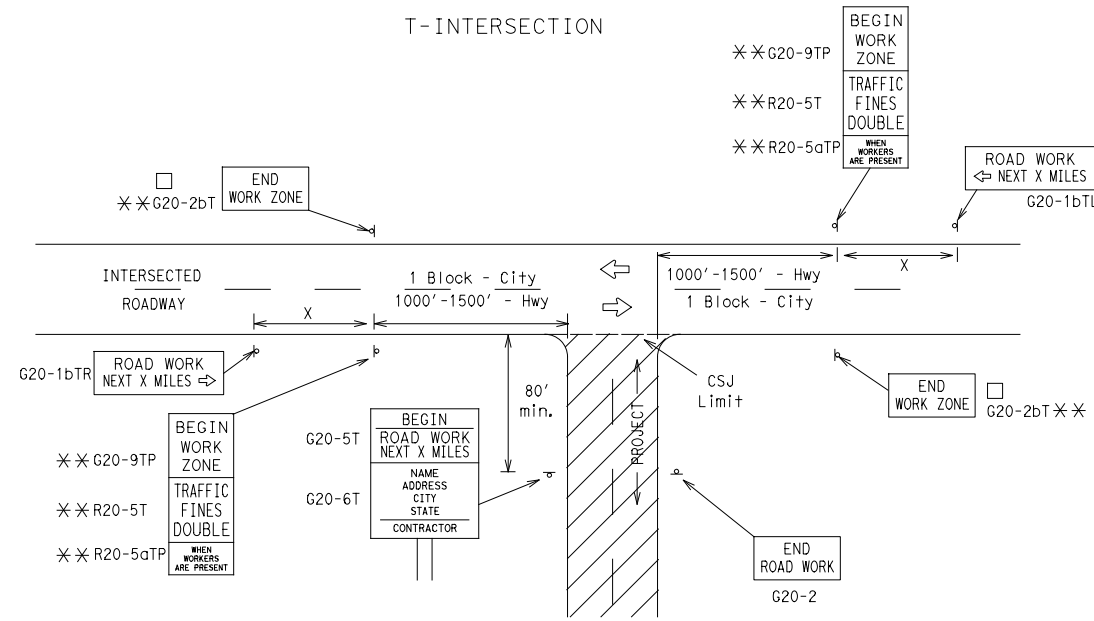 T-INTERSECTION
BEGIN
WORK
ZONE
TRAFFIC
FINES
DOUBLE
WHEN
WORKERS
ARE PRESENT
**G20-9TP
**R20-5T
**R20-5aTP
ROAD WORK
⇦ NEXT X MILES
G20-1bTL
END
WORK ZONE
□
**G20-2bT
INTERSECTED
ROADWAY
1 Block - City
1000'-1500' - Hwy
1000'-1500' - Hwy
1 Block - City
X
X
G20-1bTR
ROAD WORK
NEXT X MILES ⇨
BEGIN
WORK
ZONE
TRAFFIC
FINES
DOUBLE
WHEN
WORKERS
ARE PRESENT
**G20-9TP
**R20-5T
**R20-5aTP
G20-5T
BEGIN
ROAD WORK
NEXT X MILES
G20-6T
NAME
ADDRESS
CITY
STATE
CONTRACTOR
80'
min.
PROJECT
CSJ
Limit
END
WORK ZONE
□
G20-2bT**
END
ROAD WORK
G20-2